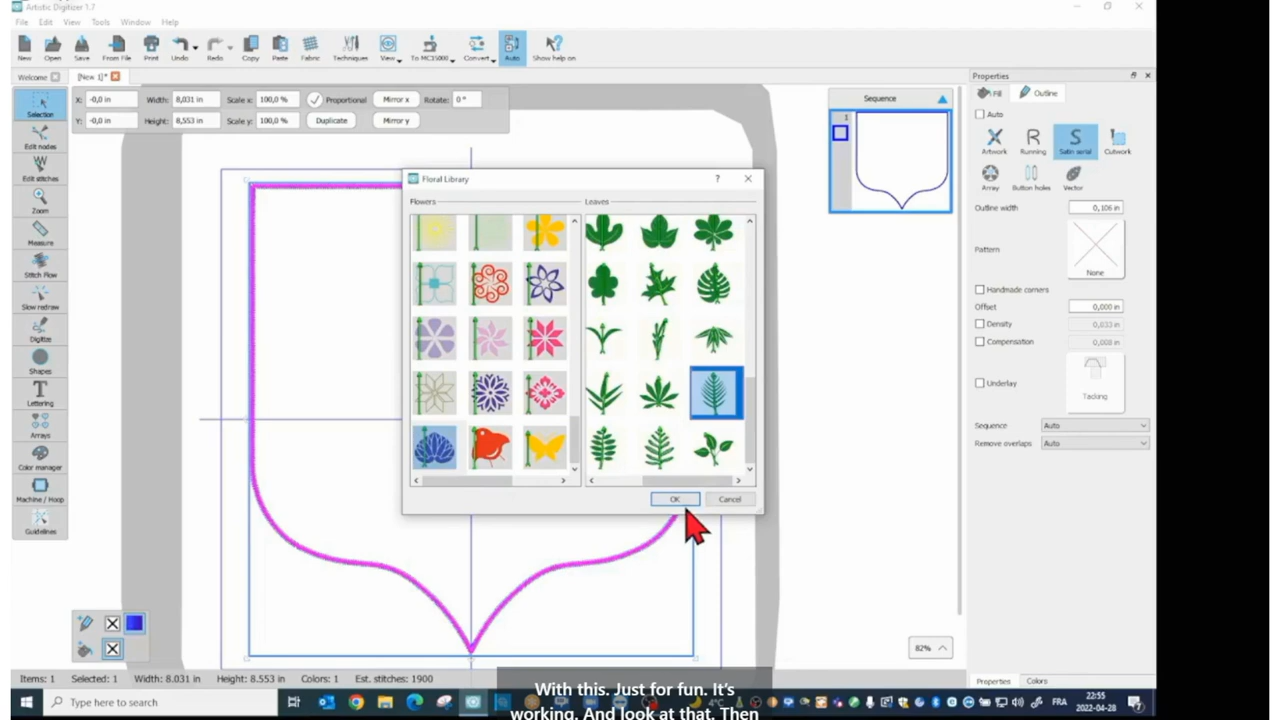 Artistic Digitizer 1.7
File Edit View Tools Window Help
New Open Save From File Print Undo Redo Copy Paste Fabric Techniques View To MC15000 Convert Auto Show help on
Welcome [New 1]*
X: -0,0 in Width: 8,031 in Scale x: 100,0 % Proportional Mirror x Rotate: 0 °
Y: -0,0 in Height: 8,553 in Scale y: 100,0 % Duplicate Mirror y
Selection
Edit nodes
Edit stitches
Zoom
Measure
Stitch Flow
Slow redraw
Digitize
Shapes
Lettering
Arrays
Color manager
Machine / Hoop
Guidelines
Floral Library
?
Flowers Leaves
OK Cancel
Sequence
1
Properties
Fill Outline
Auto
Artwork Running Satin serial Cutwork
Array Button holes Vector
Outline width 0,106 in
Pattern
None
Handmade corners
Offset 0,000 in
Density 0,033 in
Compensation 0,008 in
Underlay
Tacking
Sequence Auto
Remove overlaps Auto
82%
Items: 1 Selected: 1 Width: 8.031 in Height: 8.553 in Colors: 1 Est. stitches: 1900
Properties Colors
With this. Just for fun. It's
working. And look at that. Then
Type here to search
4°C
FRA
22:55
2022-04-28